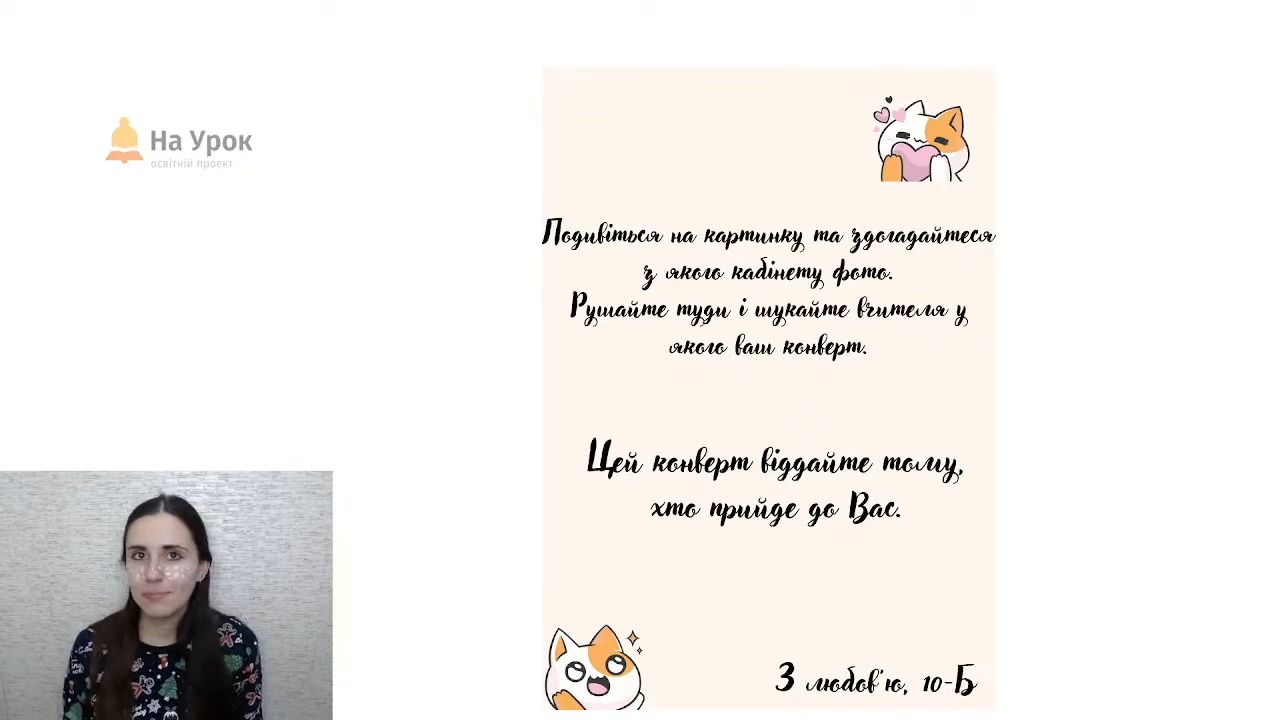 На Урок
освітній проект
Подивіться на картинку та здогадайтеся
з якого кабінету фото.
Рушайте туди і шукайте вчителя у
якого ваш конверт.
Цей конверт віддайте тому,
хто прийде до Вас.
З любов'ю, 10-Б